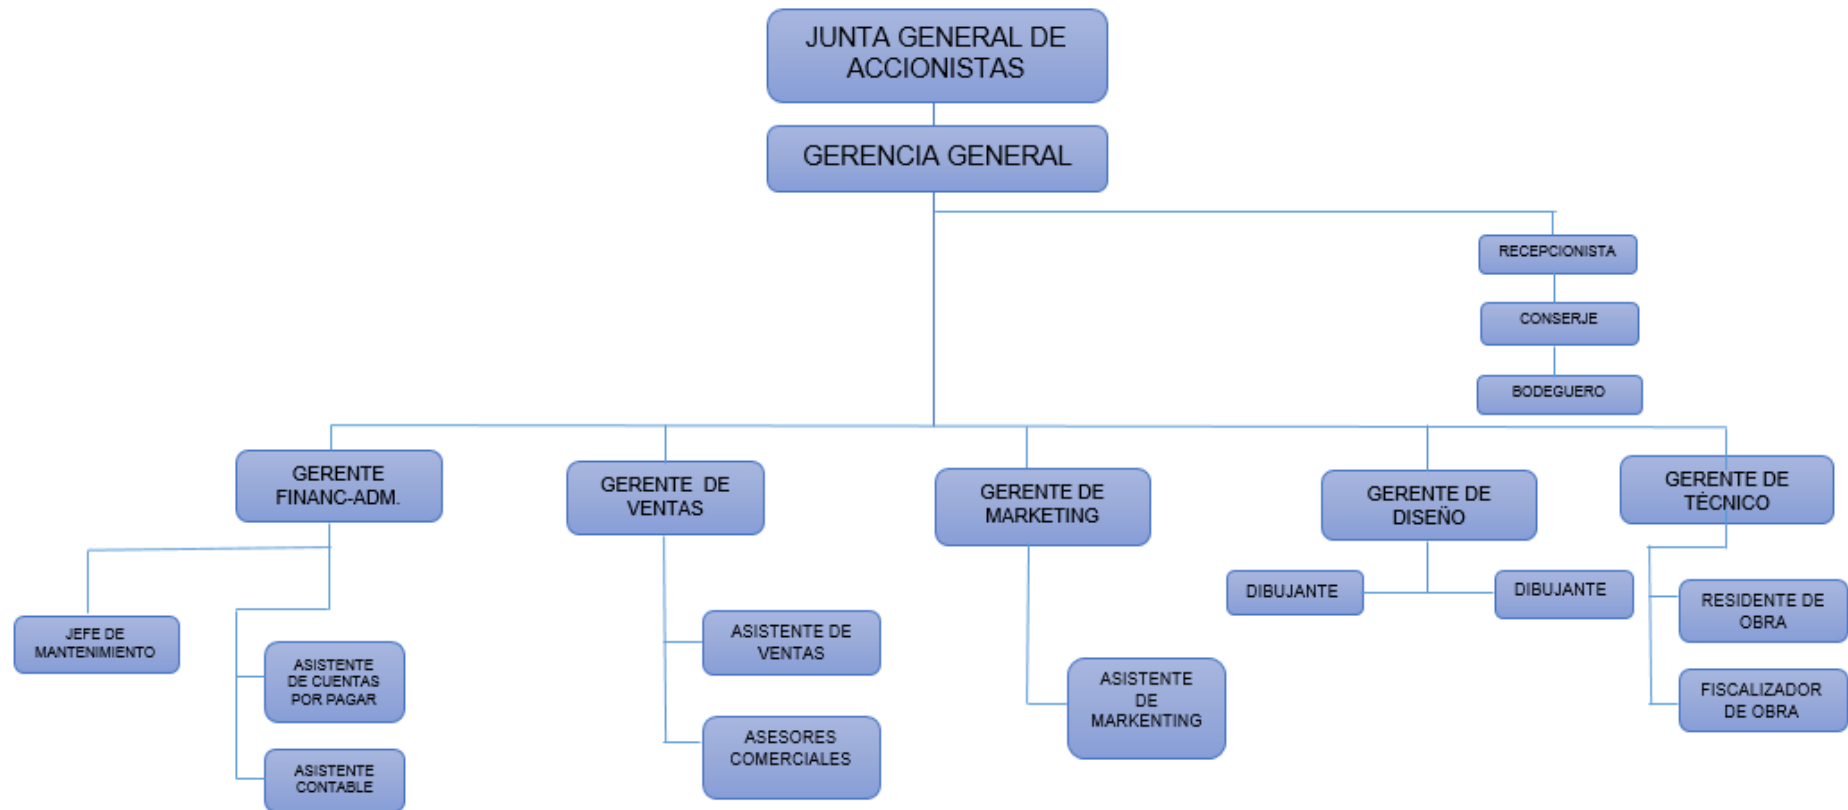 JUNTA GENERAL DE
ACCIONISTAS
GERENCIA GENERAL
RECEPCIONISTA
CONSERJE
BODEGUERO
GERENTE
FINANC-ADM.
GERENTE DE
VENTAS
GERENTE DE
MARKETING
GERENTE DE
DISEÑO
GERENTE DE
TÉCNICO
JEFE DE
MANTENIMIENTO
ASISTENTE
DE CUENTAS
POR PAGAR
ASISTENTE
CONTABLE
ASISTENTE DE
VENTAS
ASESORES
COMERCIALES
ASISTENTE
DE
MARKENTING
DIBUJANTE
DIBUJANTE
RESIDENTE DE
OBRA
FISCALIZADOR
DE OBRA